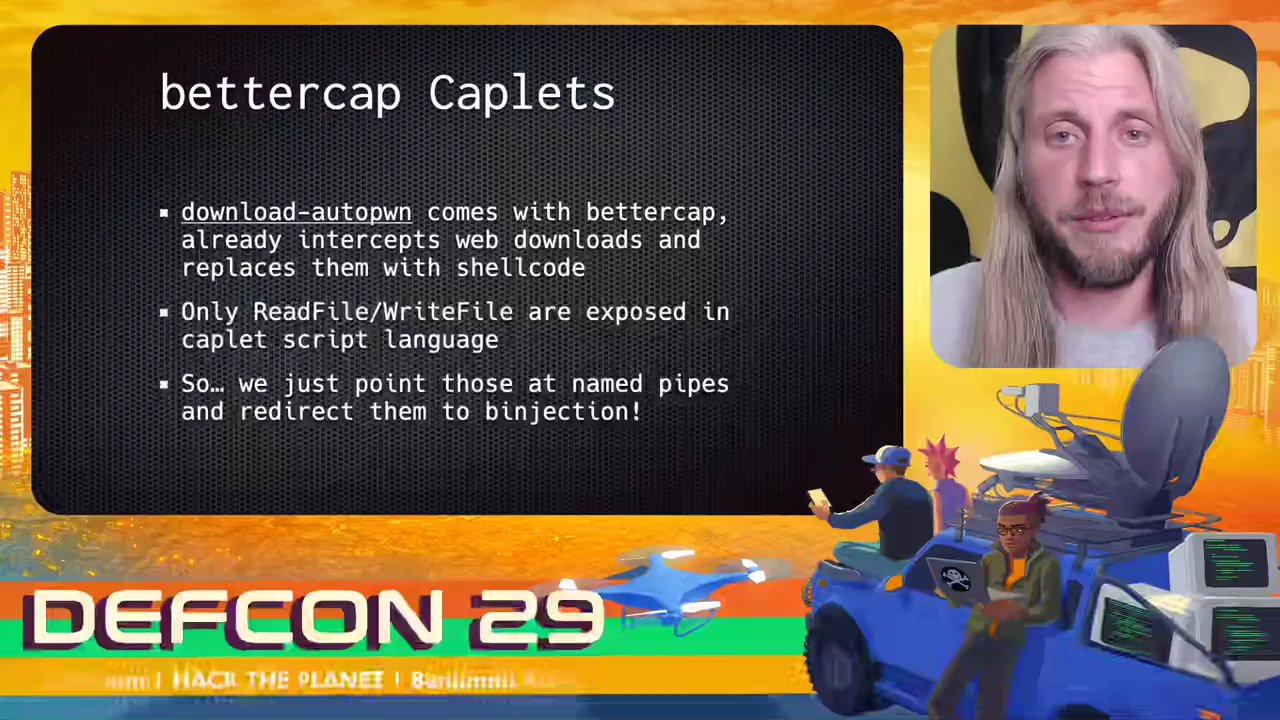 bettercap Caplets
▪ download-autopwn comes with bettercap,
already intercepts web downloads and
replaces them with shellcode
▪ Only ReadFile/WriteFile are exposed in
caplet script language
▪ So… we just point those at named pipes
and redirect them to binjection!
DEFCON 29
| HACK THE PLANET |